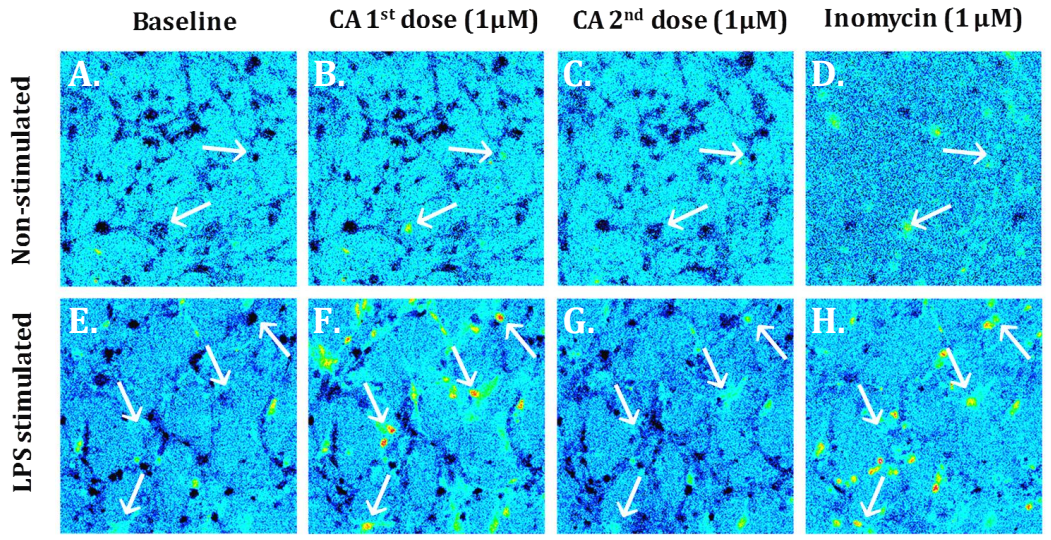 Baseline
CA 1st dose (1µM)
CA 2nd dose (1µM)
Inomycin (1 µM)
Non-stimulated
A.
B.
C.
D.
LPS stimulated
E.
F.
G.
H.